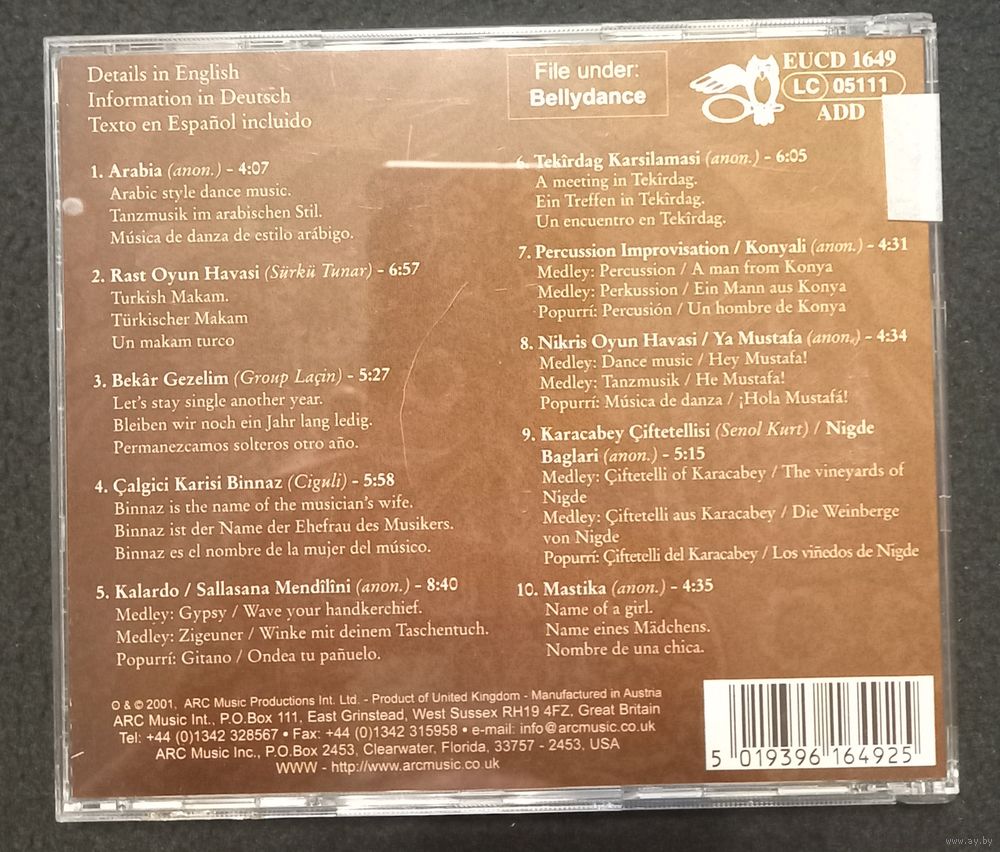 Details in English
Information in Deutsch
Texto en Español incluido
File under:
Bellydance
EUCD 1649
LC 05111
ADD
1. Arabia (anon.) - 4:07
Arabic style dance music.
Tanzmusik im arabischen Stil.
Música de danza de estilo arábigo.
2. Rast Oyun Havasi (Sürkü Tunar) - 6:57
Turkish Makam.
Türkischer Makam
Un makam turco
3. Bekâr Gezelim (Group Laçin) - 5:27
Let's stay single another year.
Bleiben wir noch ein Jahr lang ledig.
Permanezcamos solteros otro año.
4. Çalgici Karisi Binnaz (Ciguli) - 5:58
Binnaz is the name of the musician's wife.
Binnaz ist der Name der Ehefrau des Musikers.
Binnaz es el nombre de la mujer del músico.
5. Kalardo / Sallasana Mendîlîni (anon.) - 8:40
Medley: Gypsy / Wave your handkerchief.
Medley: Zigeuner / Winke mit deinem Taschentuch.
Popurrí: Gitano / Ondea tu pañuelo.
6. Tekîrdag Karsilamasi (anon.) - 6:05
A meeting in Tekîrdag.
Ein Treffen in Tekîrdag.
Un encuentro en Tekîrdag.
7. Percussion Improvisation / Konyali (anon.) - 4:31
Medley: Percussion / A man from Konya
Medley: Perkussion / Ein Mann aus Konya
Popurrí: Percusión / Un hombre de Konya
8. Nikris Oyun Havasi / Ya Mustafa (anon.) - 4:34
Medley: Dance music / Hey Mustafa!
Medley: Tanzmusik / He Mustafa!
Popurrí: Música de danza / ¡Hola Mustafá!
9. Karacabey Çiftetellisi (Senol Kurt) / Nigde
Baglari (anon.) - 5:15
Medley: Çiftetelli of Karacabey / The vineyards of
Nigde
Medley: Çiftetelli aus Karacabey / Die Weinberge
von Nigde
Popurrí: Çiftetelli del Karacabey / Los viñedos de Nigde
10. Mastika (anon.) - 4:35
Name of a girl.
Name eines Mädchens.
Nombre de una chica.
℗ & © 2001, ARC Music Productions Int. Ltd. - Product of United Kingdom - Manufactured in Austria
ARC Music Int., P.O.Box 111, East Grinstead, West Sussex RH19 4FZ, Great Britain
Tel: +44 (0)1342 328567 • Fax: +44 (0)1342 315958 • e-mail: info@arcmusic.co.uk
ARC Music Inc., P.O.Box 2453, Clearwater, Florida, 33757 - 2453, USA
WWW - http://www.arcmusic.co.uk
5 019396 164925
www.ay.by